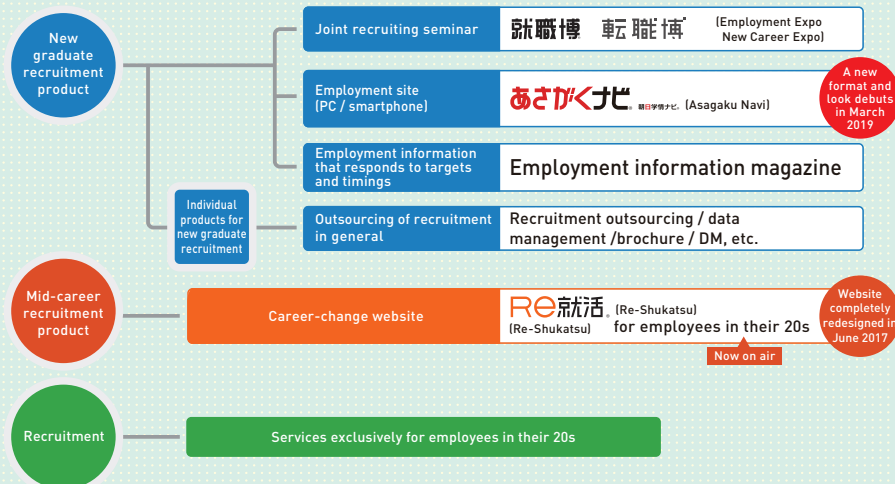 New
graduate
recruitment
product
Joint recruiting seminar
就職博 転職博
(Employment Expo
New Career Expo)
Employment site
(PC / smartphone)
あさがくナビ 朝日学情ナビ (Asagaku Navi)
A new
format and
look debuts
in March
2019
Employment information
that responds to targets
and timings
Employment information magazine
Individual
products for
new graduate
recruitment
Outsourcing of recruitment
in general
Recruitment outsourcing / data
management /brochure / DM, etc.
Mid-career
recruitment
product
Career-change website
Re就活 (Re-Shukatsu)
(Re-Shukatsu) for employees in their 20s
Now on air
Website
completely
redesigned in
June 2017
Recruitment
Services exclusively for employees in their 20s